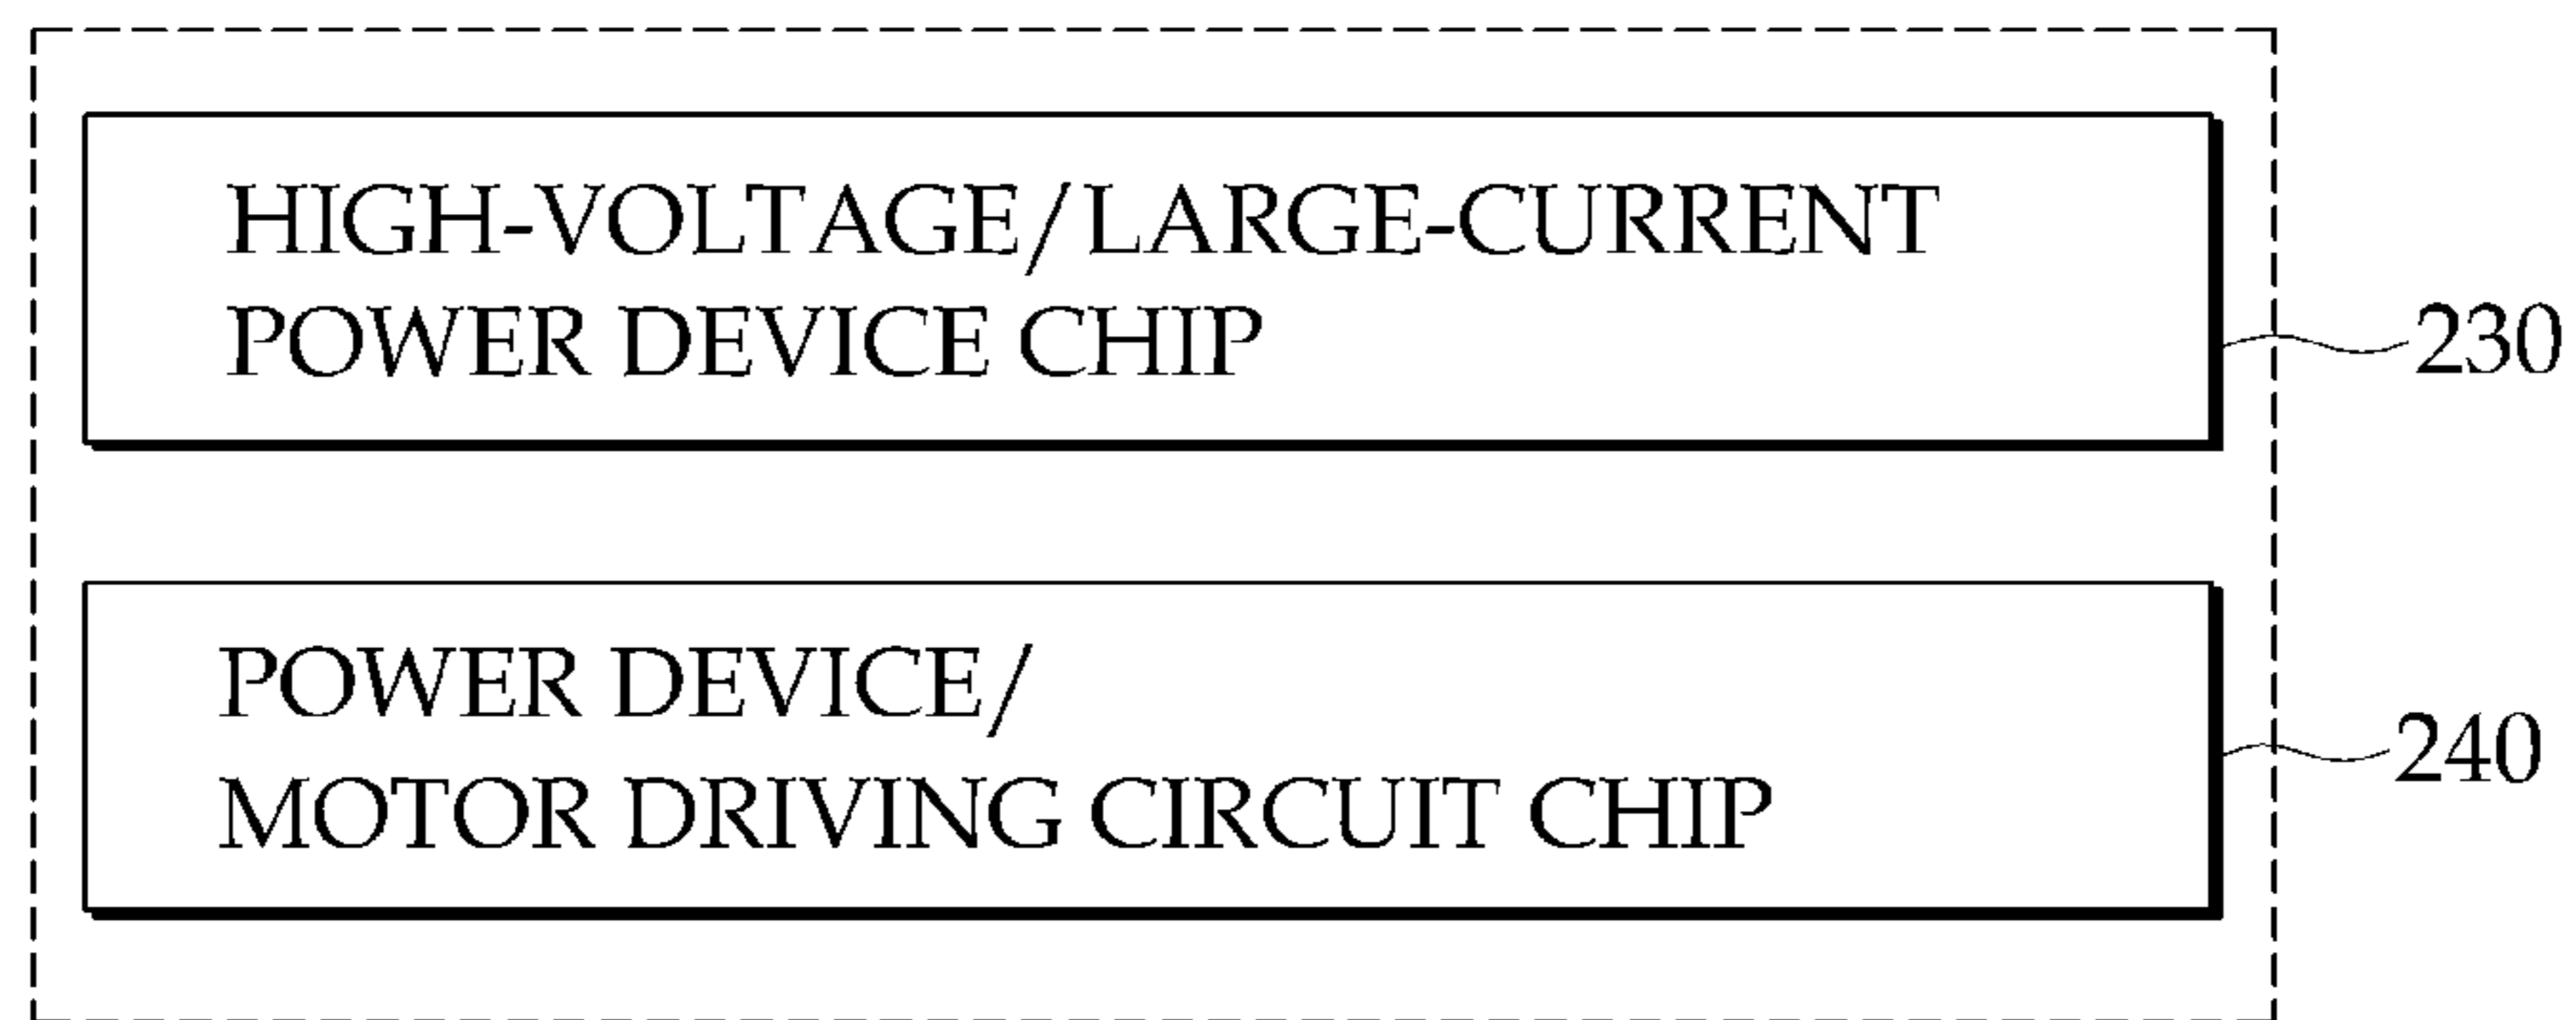 HIGH-VOLTAGE/LARGE-CURRENT
POWER DEVICE CHIP
230
POWER DEVICE/
MOTOR DRIVING CIRCUIT CHIP
240